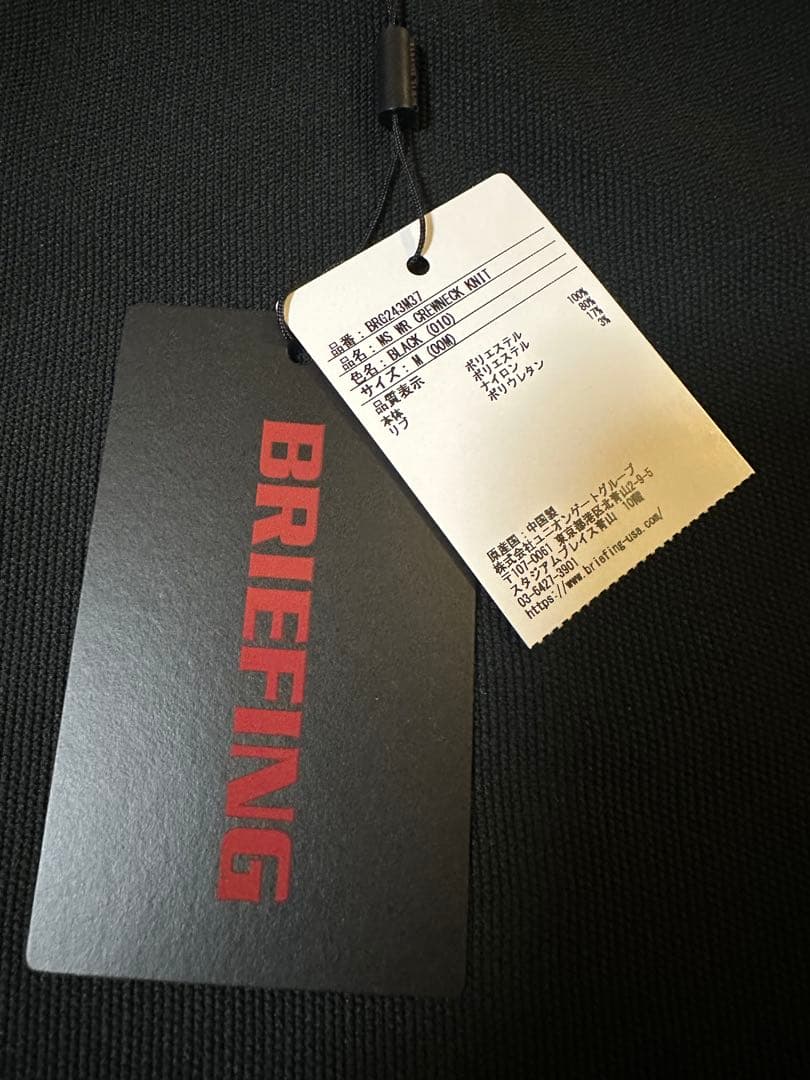 品番：BRG243M37
品名：MS WR CREWNECK KNIT
色名：BLACK (010)
サイズ：M (00M)
品質表示
本体 ポリエステル 100%
リブ ポリエステル 80%
ナイロン 17%
ポリウレタン 3%
原産国：中国製
株式会社ユニオンゲートグループ
〒107-0061 東京都港区北青山2-9-5
スタジアムプレイス青山 10階
03-6427-3901
https://www.briefing-usa.com/
BRIEFING